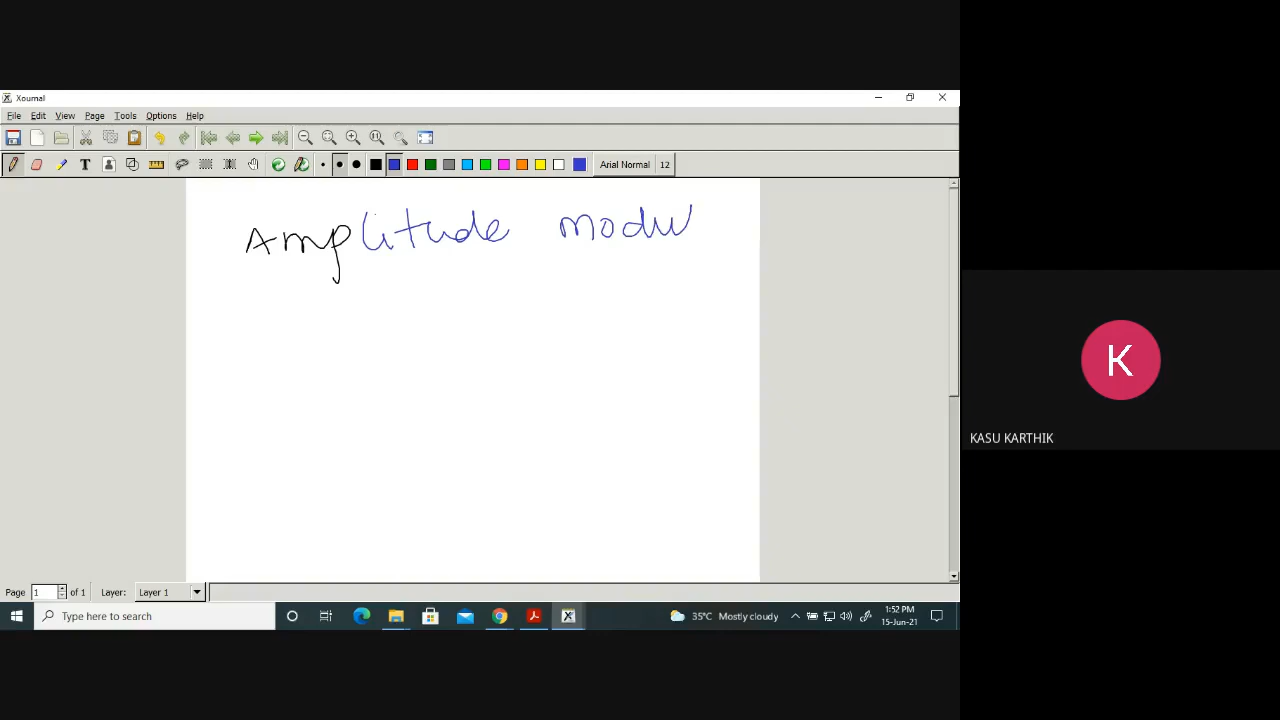 Xournal
File Edit View Page Tools Options Help
T Arial Normal 12
Amplitude modu
K
KASU KARTHIK
Page 1 of 1 Layer: Layer 1
Type here to search 35°C Mostly cloudy 1:52 PM
15-Jun-21